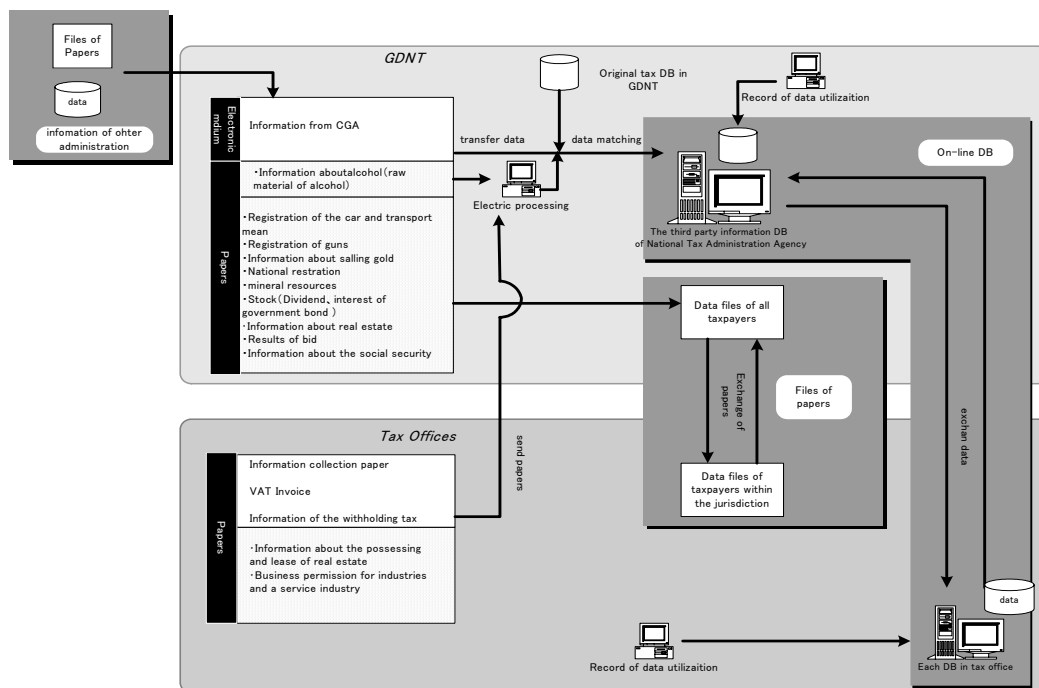 Files of
Papers
data
infomation of ohter
administration
GDNT
Original tax DB in
GDNT
Record of data utilizaition
Electronic
mdium
Information from CGA
transfer data
data matching
On-line DB
・Information aboutalcohol(raw
material of alcohol)
Electric processing
The third party information DB
of National Tax Administration Agency
Papers
・Registration of the car and transport
mean
・Registration of guns
・Information about salling gold
・National restration
・mineral resources
・Stock(Dividend、interest of
government bond )
・Information about real estate
・Results of bid
・Information about the social security
Data files of all
taxpayers
Exchange of
papers
Files of
papers
Data files of
taxpayers within
the jurisdiction
exchan data
Tax Offices
send papers
Papers
Information collection paper
VAT Invoice
Information of the withholding tax
・Information about the possessing
and lease of real estate
・Business permission for industries
and a service industry
data
Record of data utilizaition
Each DB in tax office